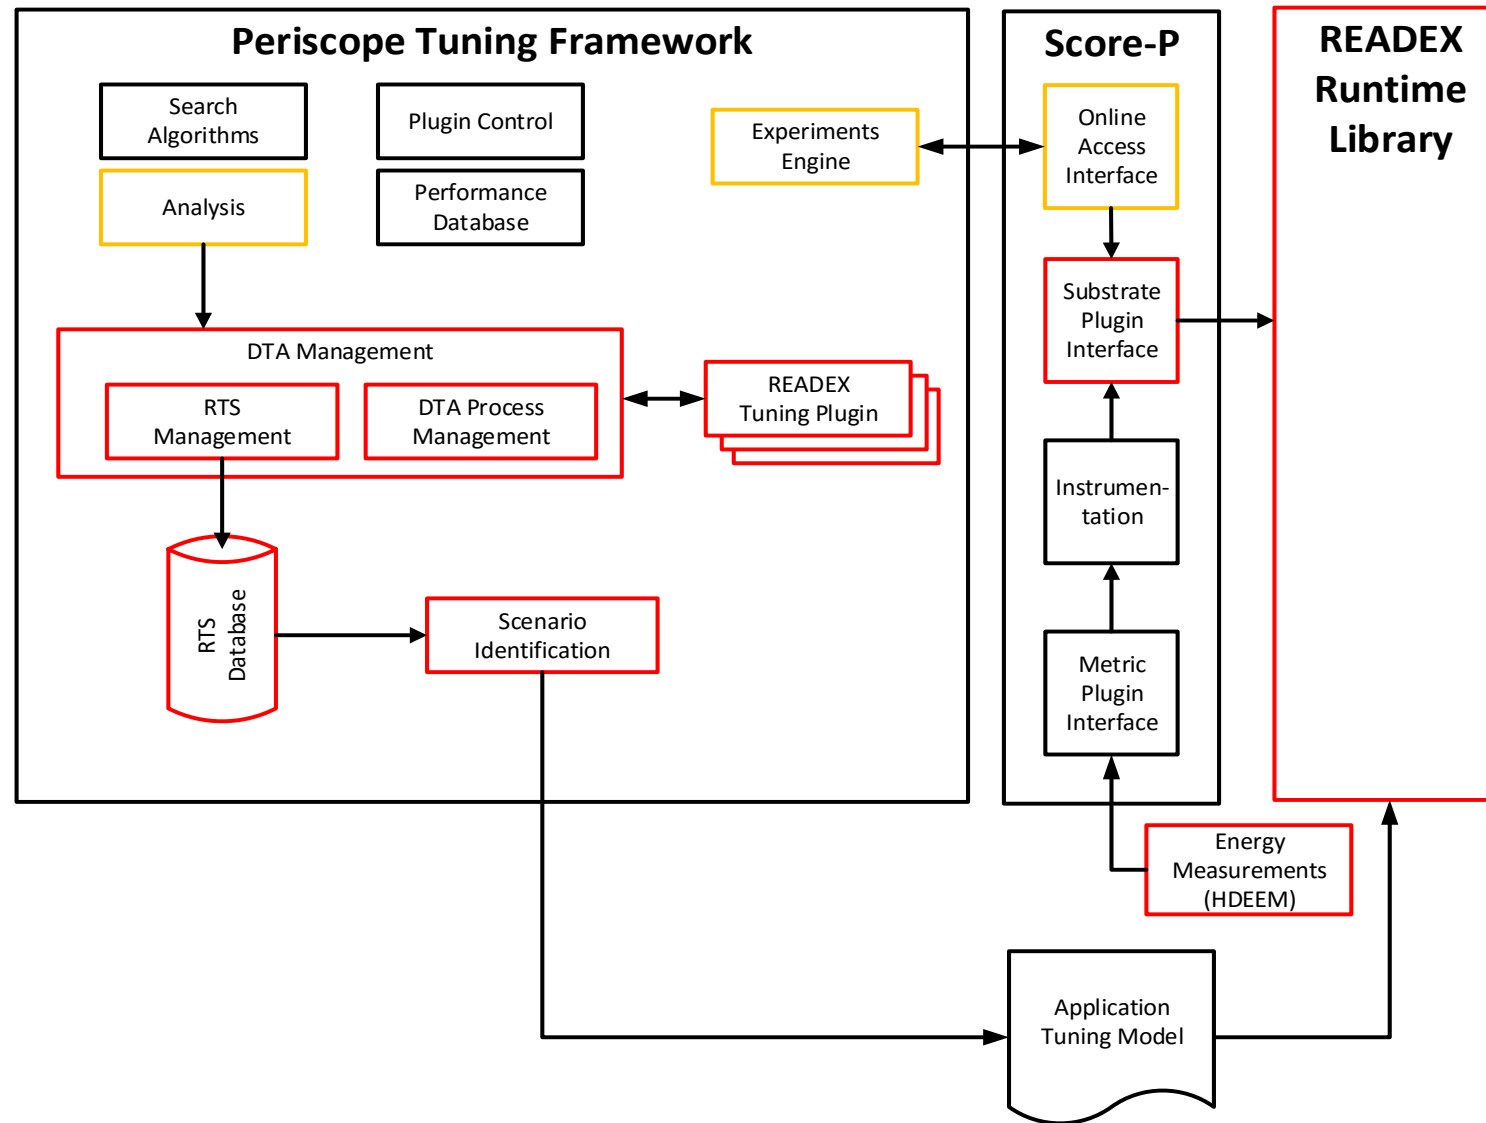 Periscope Tuning Framework
Search
Algorithms
Plugin Control
Analysis
Performance
Database
Experiments
Engine
DTA Management
RTS
Management
DTA Process
Management
READEX
Tuning Plugin
RTS
Database
Scenario
Identification
Score-P
Online
Access
Interface
Substrate
Plugin
Interface
Instrumen-
tation
Metric
Plugin
Interface
READEX
Runtime
Library
Energy
Measurements
(HDEEM)
Application
Tuning Model